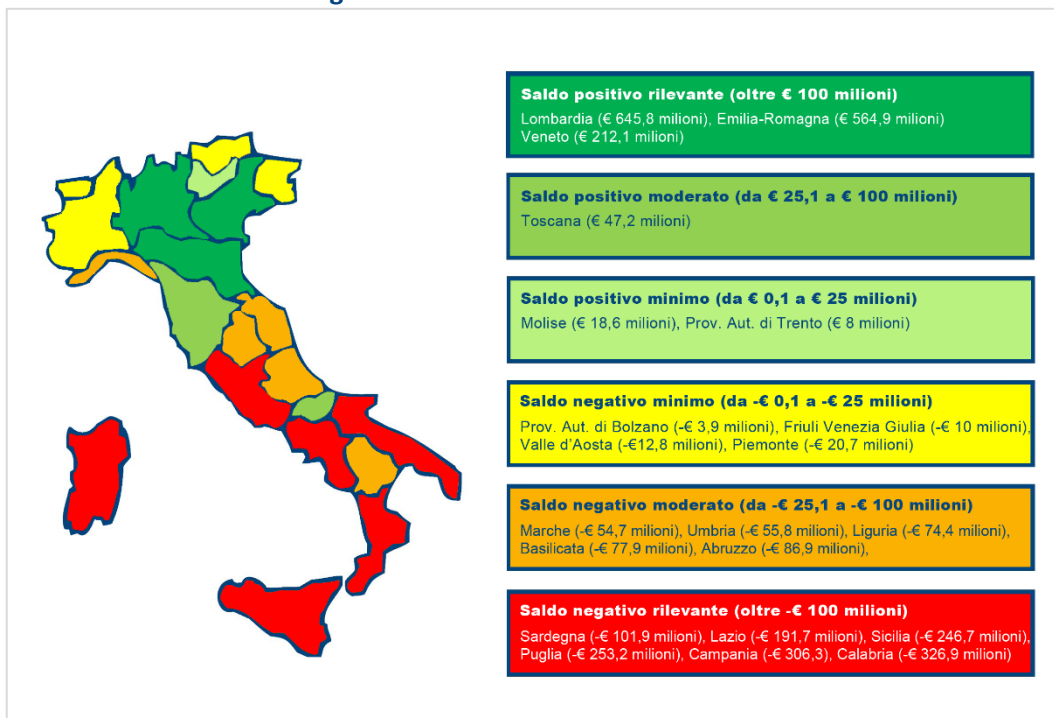 Saldo positivo rilevante (oltre € 100 milioni)
Lombardia (€ 645,8 milioni), Emilia-Romagna (€ 564,9 milioni)
Veneto (€ 212,1 milioni)
Saldo positivo moderato (da € 25,1 a € 100 milioni)
Toscana (€ 47,2 milioni)
Saldo positivo minimo (da € 0,1 a € 25 milioni)
Molise (€ 18,6 milioni), Prov. Aut. di Trento (€ 8 milioni)
Saldo negativo minimo (da -€ 0,1 a -€ 25 milioni)
Prov. Aut. di Bolzano (-€ 3,9 milioni), Friuli Venezia Giulia (-€ 10 milioni),
Valle d'Aosta (-€12,8 milioni), Piemonte (-€ 20,7 milioni)
Saldo negativo moderato (da -€ 25,1 a -€ 100 milioni)
Marche (-€ 54,7 milioni), Umbria (-€ 55,8 milioni), Liguria (-€ 74,4 milioni),
Basilicata (-€ 77,9 milioni), Abruzzo (-€ 86,9 milioni),
Saldo negativo rilevante (oltre -€ 100 milioni)
Sardegna (-€ 101,9 milioni), Lazio (-€ 191,7 milioni), Sicilia (-€ 246,7 milioni),
Puglia (-€ 253,2 milioni), Campania (-€ 306,3), Calabria (-€ 326,9 milioni)